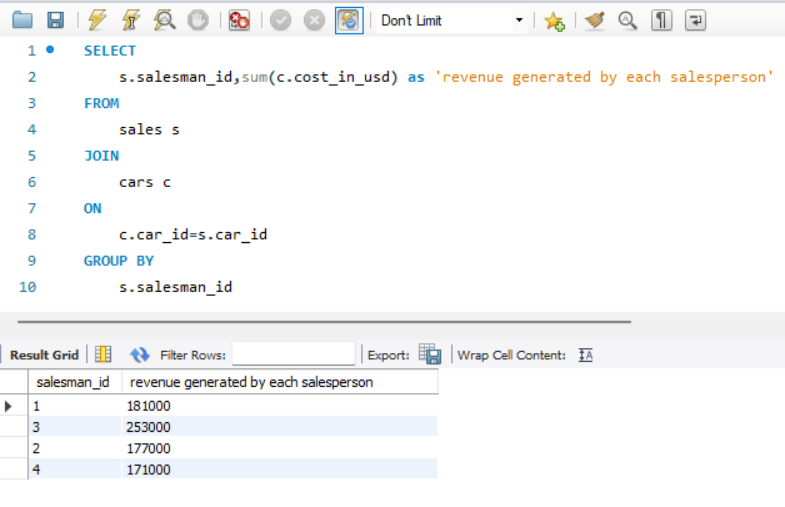 Don't Limit
1 SELECT
2 s.salesman_id,sum(c.cost_in_usd) as 'revenue generated by each salesperson'
3 FROM
4 sales s
5 JOIN
6 cars c
7 ON
8 c.car_id=s.car_id
9 GROUP BY
10 s.salesman_id
Result Grid Filter Rows: Export: Wrap Cell Content:
salesman_id revenue generated by each salesperson
1 181000
3 253000
2 177000
4 171000